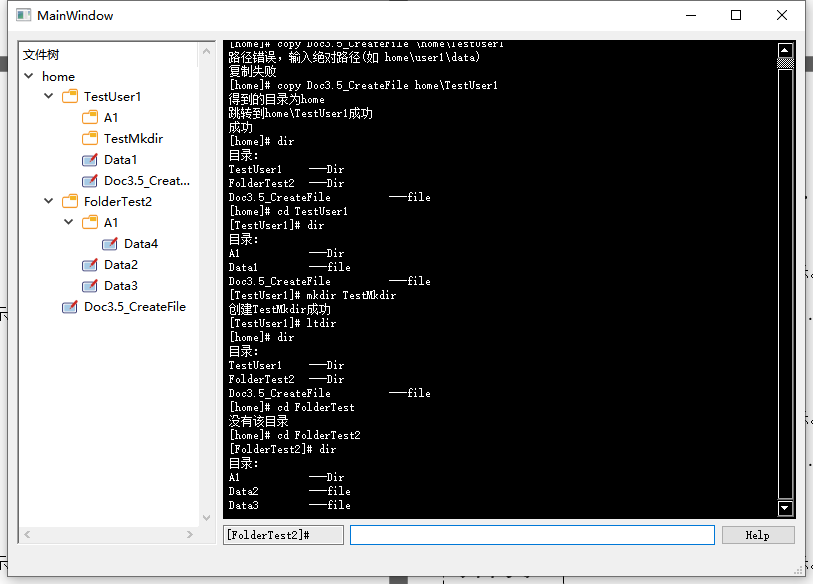 MainWindow
文件树
home
TestUser1
A1
TestMkdir
Data1
Doc3.5_Creat...
FolderTest2
A1
Data4
Data2
Data3
Doc3.5_CreateFile
[home]# copy Doc3.5_CreateFile \home\TestUser1
路径错误，输入绝对路径(如 home\user1\data)
复制失败
[home]# copy Doc3.5_CreateFile home\TestUser1
得到的目录为home
跳转到home\TestUser1成功
成功
[home]# dir
目录：
TestUser1 ---Dir
FolderTest2 ---Dir
Doc3.5_CreateFile ---file
[home]# cd TestUser1
[TestUser1]# dir
目录：
A1 ---Dir
Data1 ---file
Doc3.5_CreateFile ---file
[TestUser1]# mkdir TestMkdir
创建TestMkdir成功
[TestUser1]# ltdir
[home]# dir
目录：
TestUser1 ---Dir
FolderTest2 ---Dir
Doc3.5_CreateFile ---file
[home]# cd FolderTest
没有该目录
[home]# cd FolderTest2
[FolderTest2]# dir
目录：
A1 ---Dir
Data2 ---file
Data3 ---file
[FolderTest2]#
Help